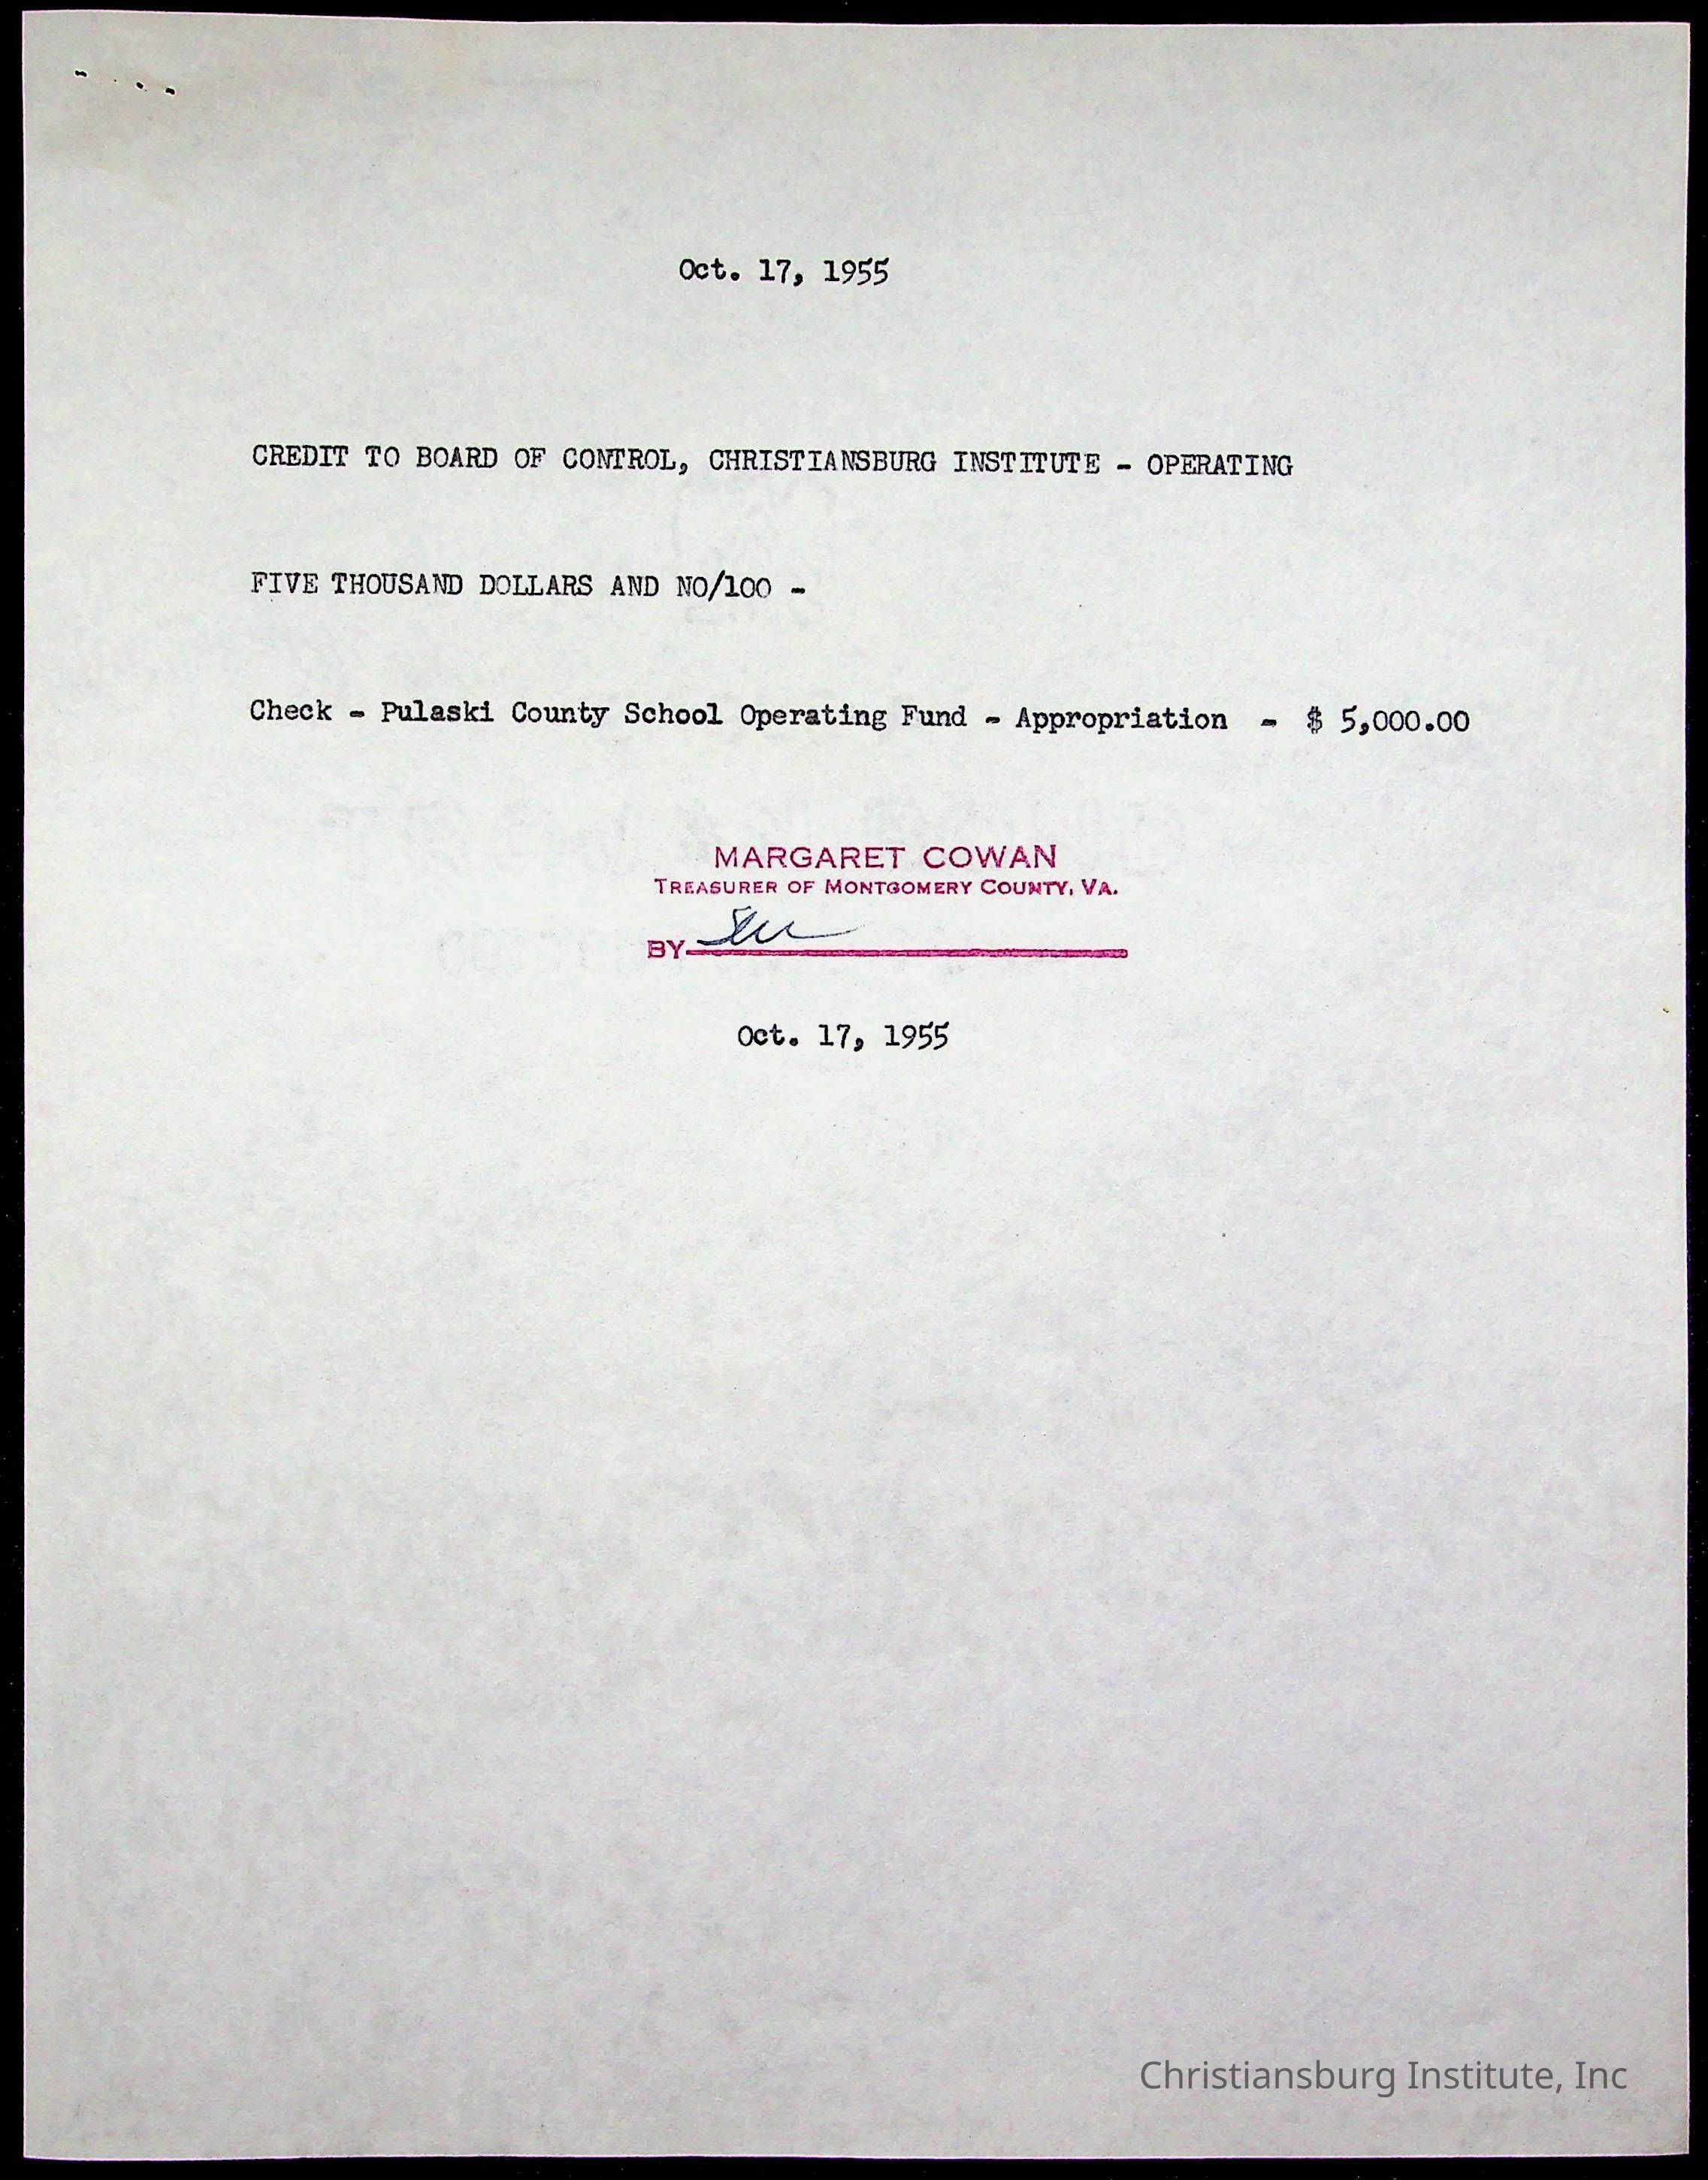 Oct. 17, 1955
CREDIT TO BOARD OF CONTROL, CHRISTIANSBURG INSTITUTE - OPERATING
FIVE THOUSAND DOLLARS AND NO/100 -
Check - Pulaski County School Operating Fund - Appropriation - $ 5,000.00
MARGARET COWAN
TREASURER OF MONTGOMERY COUNTY, VA.
BY
Oct. 17, 1955
Christiansburg Institute, Inc